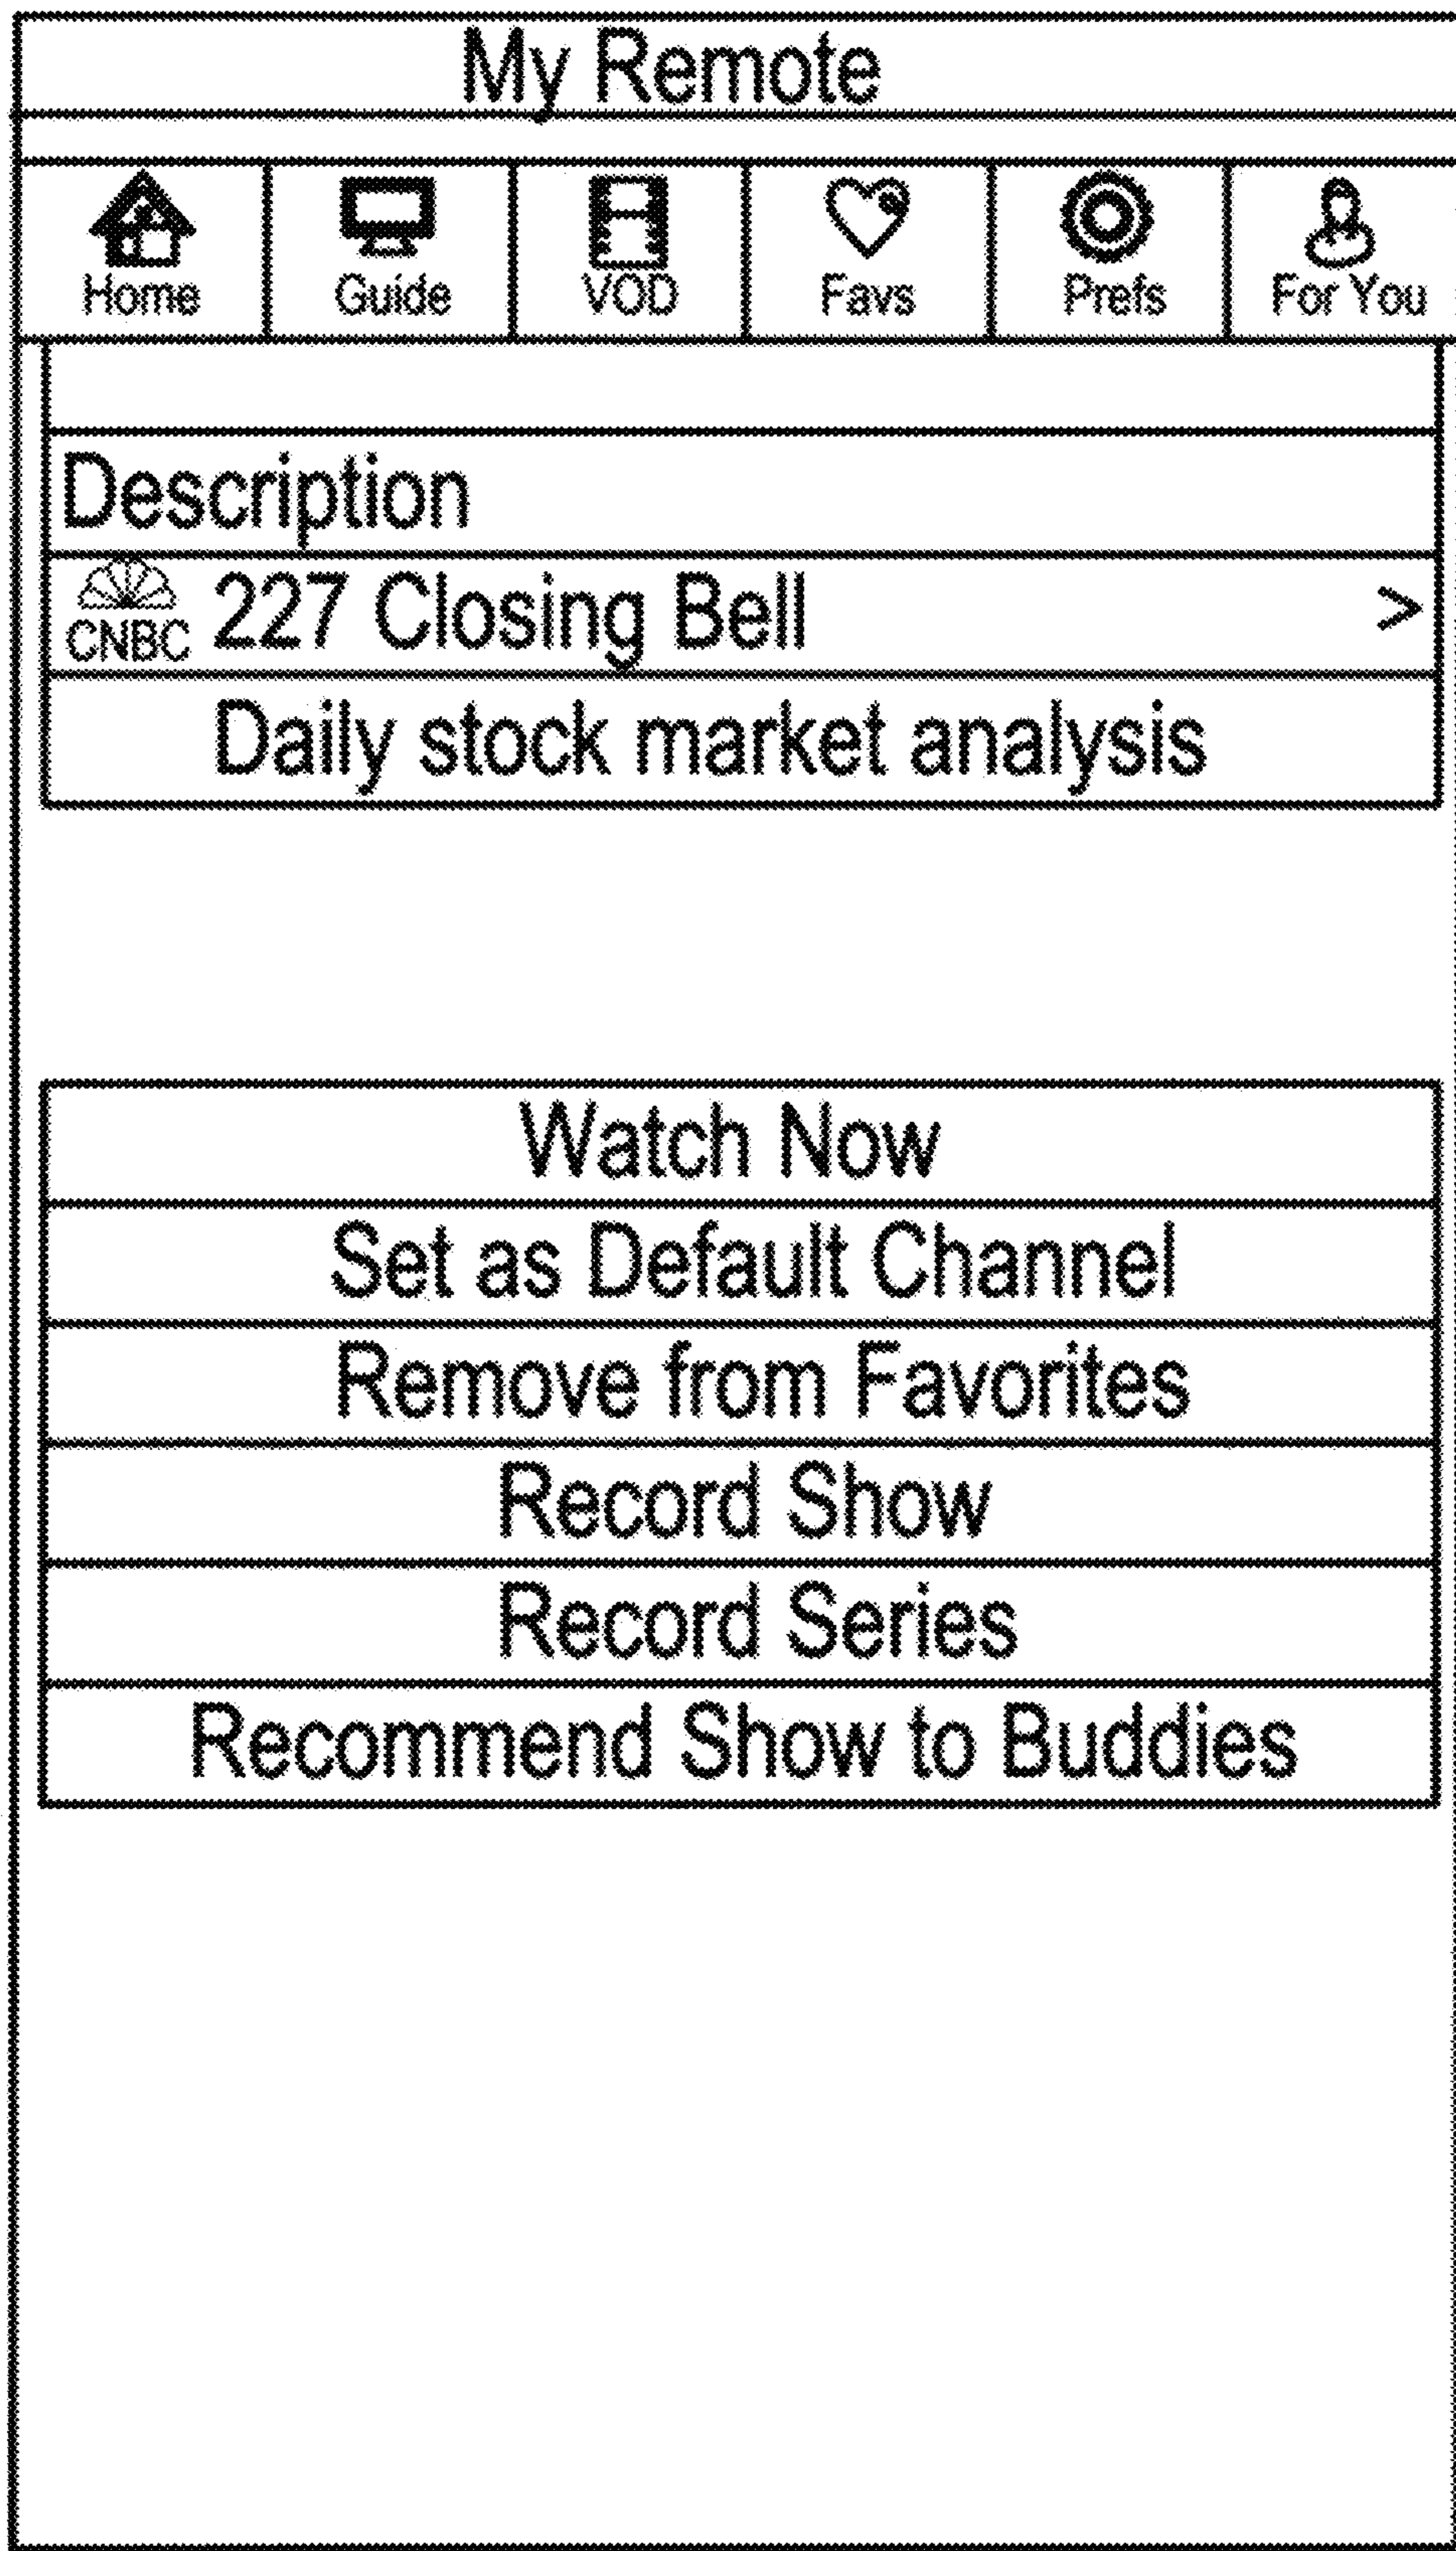 My Remote
Home Guide VOD Favs Prefs For You
Description
CNBC 227 Closing Bell >
Daily stock market analysis
Watch Now
Set as Default Channel
Remove from Favorites
Record Show
Record Series
Recommend Show to Buddies